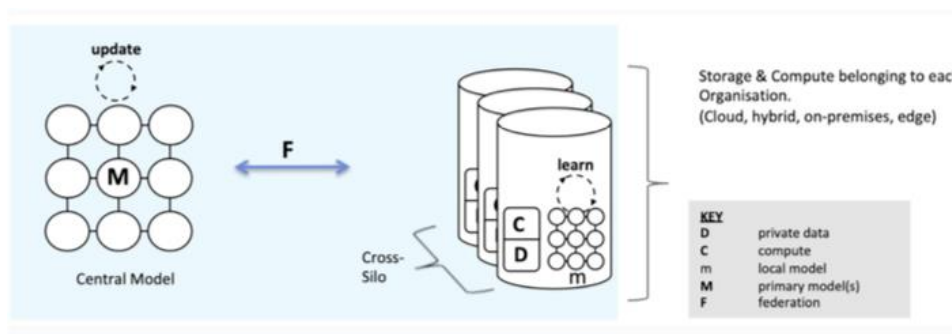 update
M
Central Model
F
Cross-
Silo
learn
C
D
m
Storage & Compute belonging to eac
Organisation.
(Cloud, hybrid, on-premises, edge)
KEY
D private data
C compute
m local model
M primary model(s)
F federation